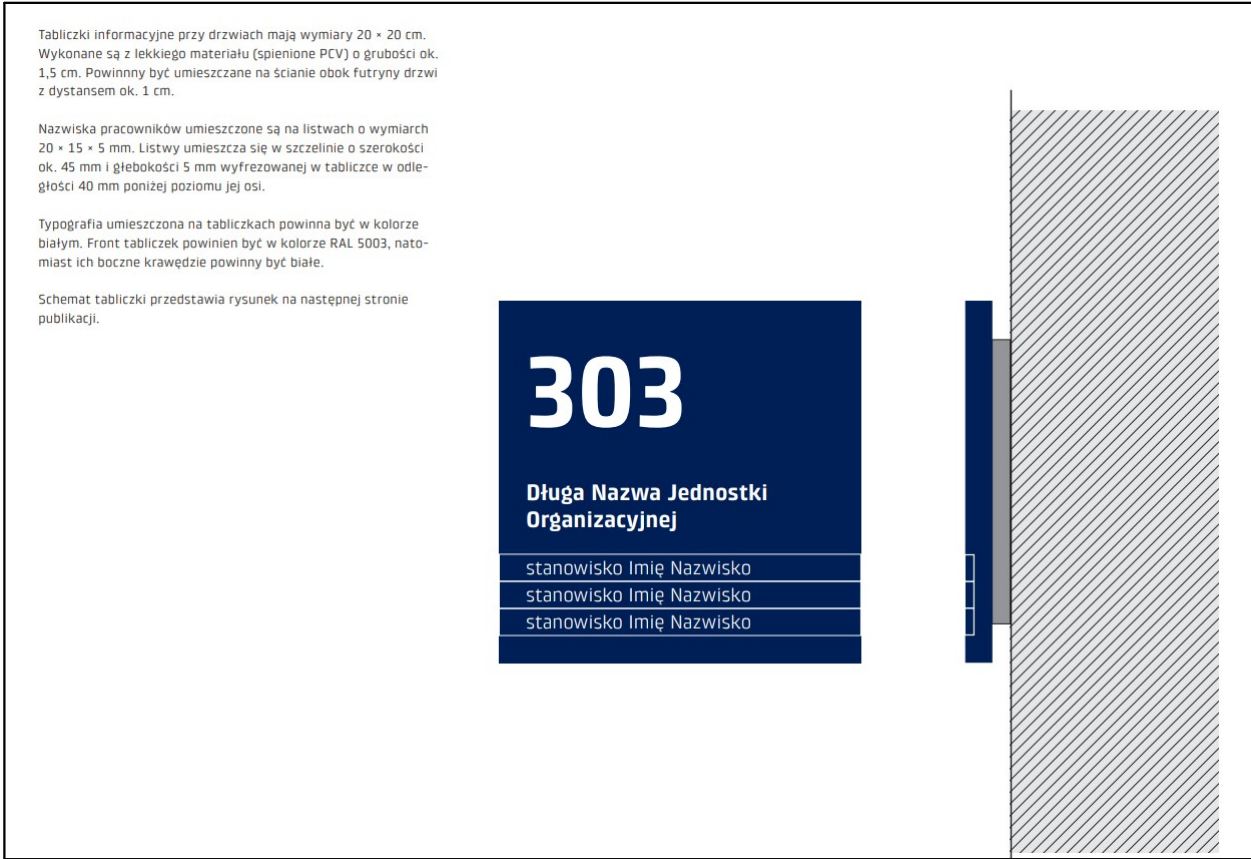 Tabliczki informacyjne przy drzwiach mają wymiary 20 × 20 cm.
Wykonane są z lekkiego materiału (spienione PCV) o grubości ok.
1,5 cm. Powinnny być umieszczane na ścianie obok futryny drzwi
z dystansem ok. 1 cm.
Nazwiska pracowników umieszczone są na listwach o wymiarch
20 × 15 × 5 mm. Listwy umieszcza się w szczelinie o szerokości
ok. 45 mm i głebokości 5 mm wyfrezowanej w tabliczce w odle-
głości 40 mm poniżej poziomu jej osi.
Typografia umieszczona na tabliczkach powinna być w kolorze
białym. Front tabliczek powinien być w kolorze RAL 5003, nato-
miast ich boczne krawędzie powinny być białe.
Schemat tabliczki przedstawia rysunek na następnej stronie
publikacji.
303
Długa Nazwa Jednostki
Organizacyjnej
stanowisko Imię Nazwisko
stanowisko Imię Nazwisko
stanowisko Imię Nazwisko